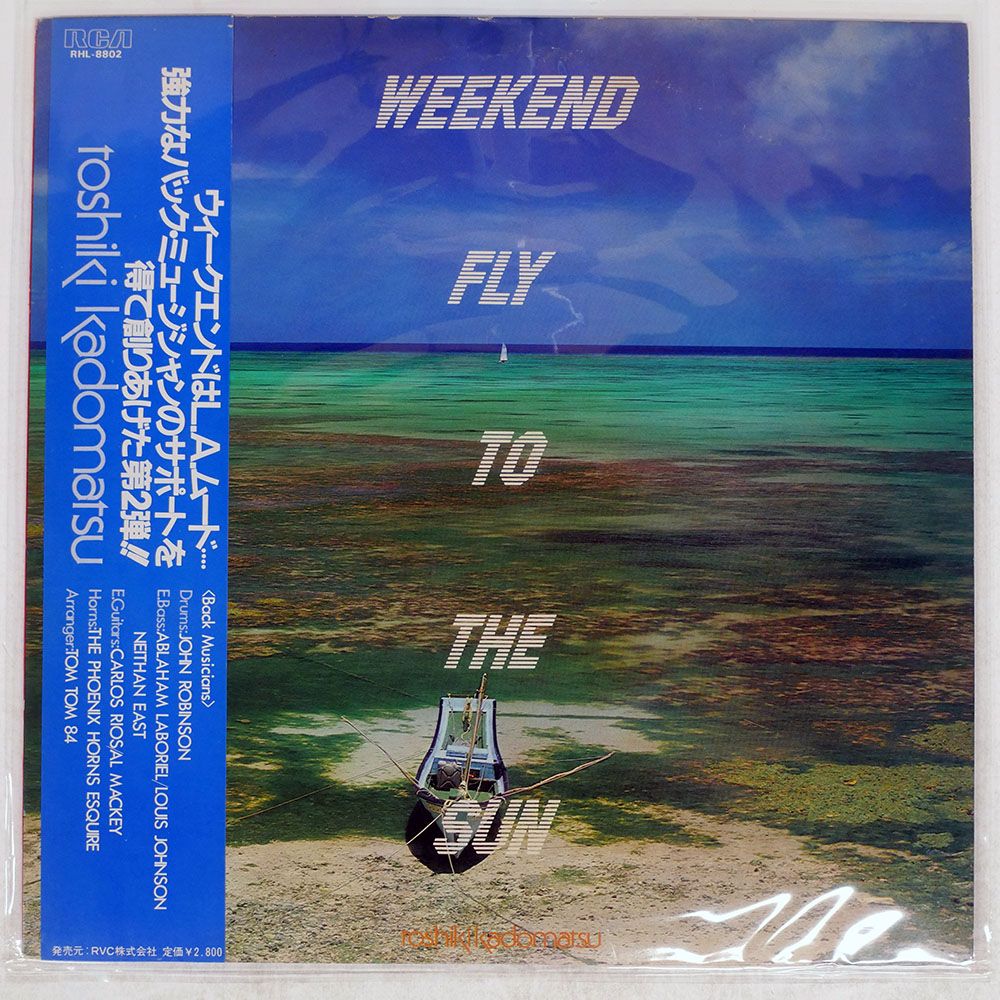 RCA
RHL-8802
ウィークエンドはL.A.ムード....
強力なバック・ミュージシャンのサポートを
得て創りあげた第2弾!!
toshiki kadomatsu
〈Back Musicians〉
Drums:JOHN ROBINSON
E.Bass:ABLAHAM LABORIEL/LOUIS JOHNSON
NEITHAN EAST
E.Guitars:CARLOS RIOS/AL MACKEY
Horns:THE PHOENIX HORNS ESQUIRE
Arranger:TOM TOM 84
発売元:RVC株式会社 定価¥2,800
WEEKEND
FLY
TO
THE
SUN
toshiki kadomatsu